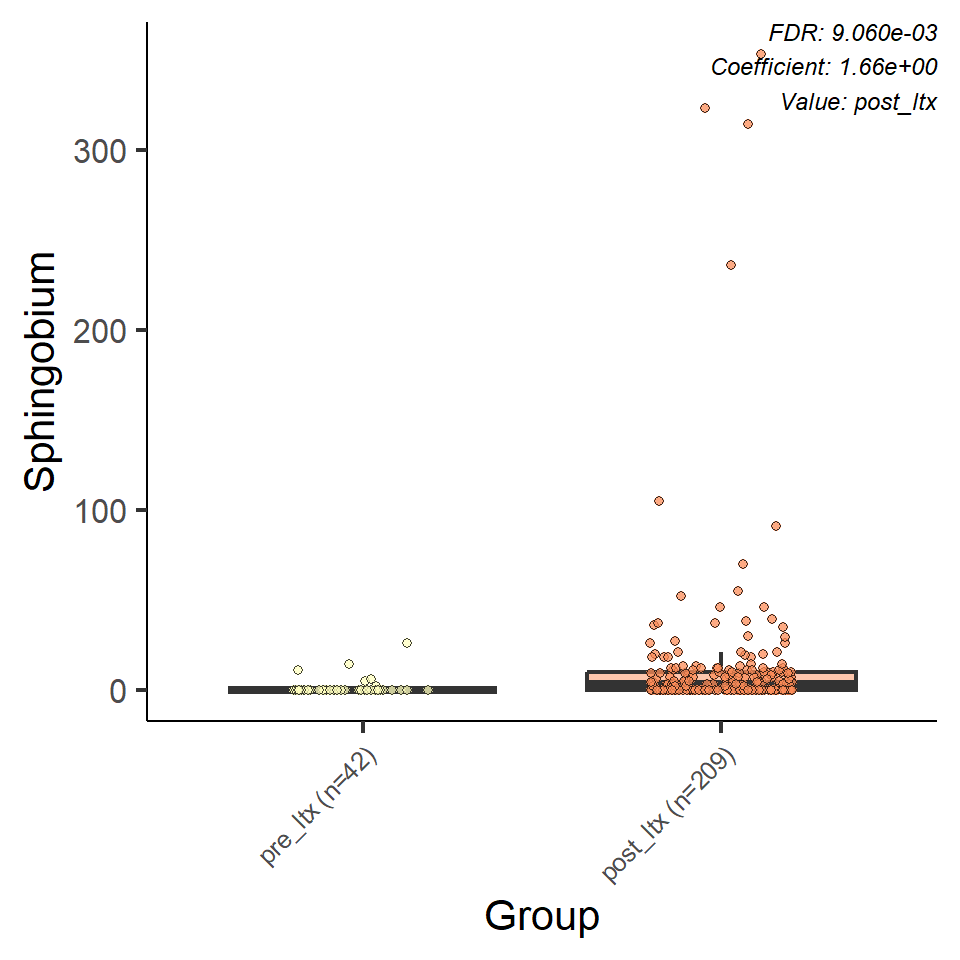 FDR: 9.060e-03
Coefficient: 1.66e+00
Value: post_ltx
300
200
100
0
Sphingobium
pre_ltx (n=42)
post_ltx (n=209)
Group